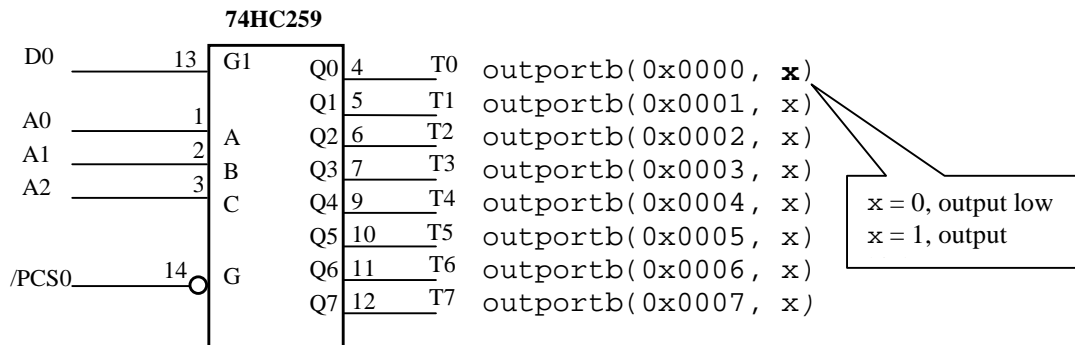 74HC259
D0 13 G1 Q0 4 T0 outportb(0x0000, x)
Q1 5 T1 outportb(0x0001, x)
A0 1 A Q2 6 T2 outportb(0x0002, x)
A1 2 B Q3 7 T3 outportb(0x0003, x)
A2 3 C Q4 9 T4 outportb(0x0004, x)
Q5 10 T5 outportb(0x0005, x)
/PCS0 14 G Q6 11 T6 outportb(0x0006, x)
Q7 12 T7 outportb(0x0007, x)
x = 0, output low
x = 1, output